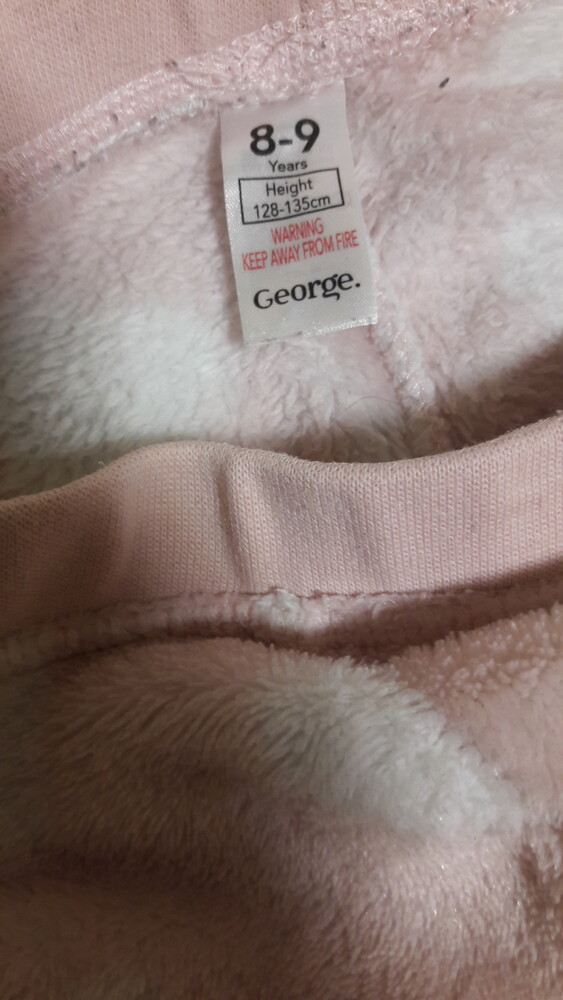 8-9
Years
Height
128-135cm
WARNING
KEEP AWAY FROM FIRE
George.